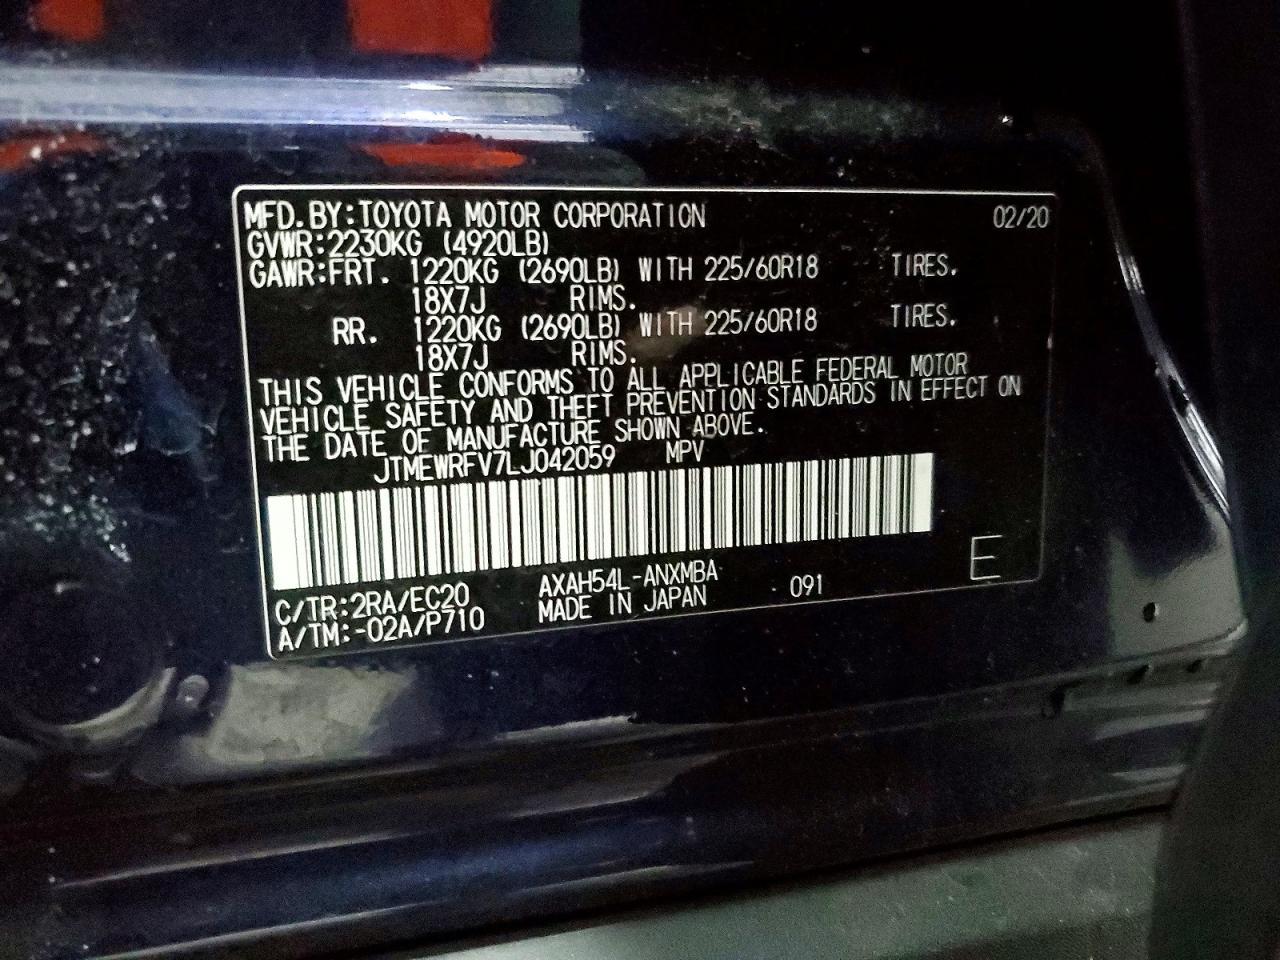 MFD.BY:TOYOTA MOTOR CORPORATION 02/20
GVWR:2230KG (4920LB)
GAWR:FRT. 1220KG (2690LB) WITH 225/60R18 TIRES.
18X7J RIMS.
RR. 1220KG (2690LB) WITH 225/60R18 TIRES.
18X7J RIMS.
THIS VEHICLE CONFORMS TO ALL APPLICABLE FEDERAL MOTOR
VEHICLE SAFETY AND THEFT PREVENTION STANDARDS IN EFFECT ON
THE DATE OF MANUFACTURE SHOWN ABOVE.
JTMEWRFV7LJ042059 MPV
C/TR:2RA/EC20 AXAH54L-ANXMBA 091 E
A/TM:-02A/P710 MADE IN JAPAN